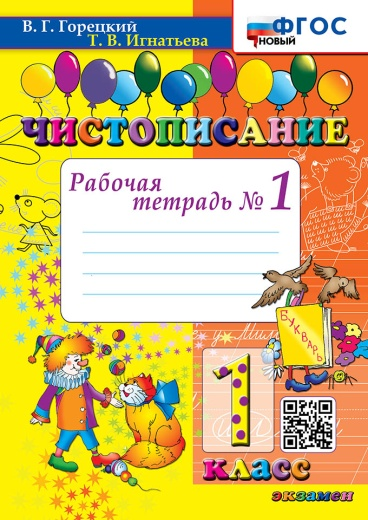 В. Г. Горецкий
Т. В. Игнатьева
ФГОС
НОВЫЙ
ЧИСТОПИСАНИЕ
Рабочая
тетрадь № 1
БУКВАРЬ
1
КЛАСС
экзамен